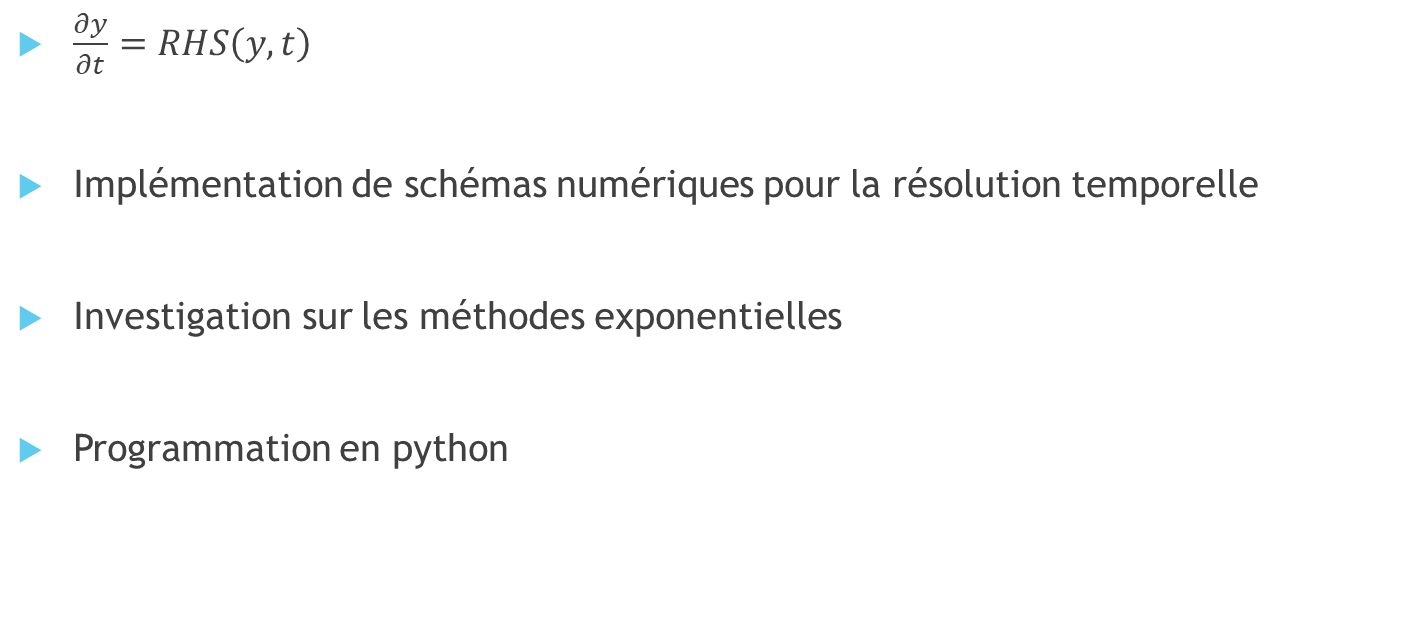 ∂y/∂t = RHS(y, t)
Implémentation de schémas numériques pour la résolution temporelle
Investigation sur les méthodes exponentielles
Programmation en python